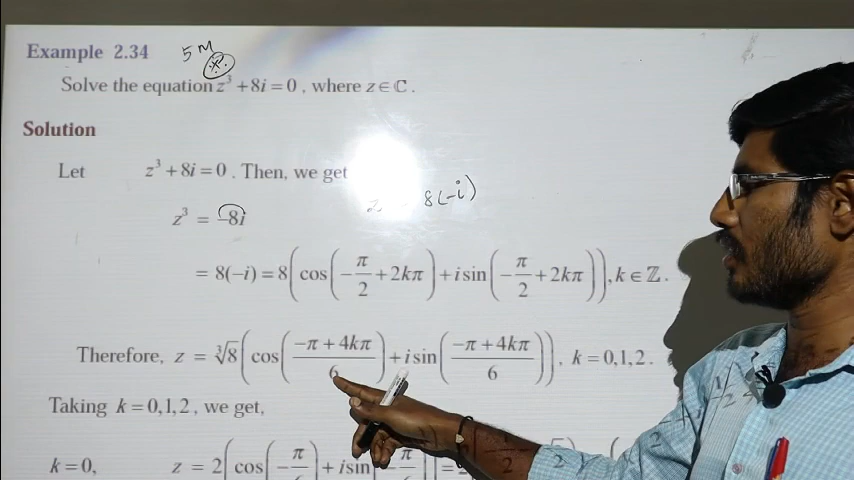 Example 2.34 5 M
Solve the equation z³ + 8i = 0 , where z ∈ ℂ .
Solution
Let z³ + 8i = 0 . Then, we get
z³ = −8i 8(-i)
= 8(−i) = 8(cos(−π/2 + 2kπ) + i sin(−π/2 + 2kπ)), k ∈ ℤ.
Therefore, z = ∛8(cos((−π + 4kπ)/6) + i sin((−π + 4kπ)/6)), k = 0,1,2.
Taking k = 0,1,2 , we get,
k = 0, z = 2(cos(−π/